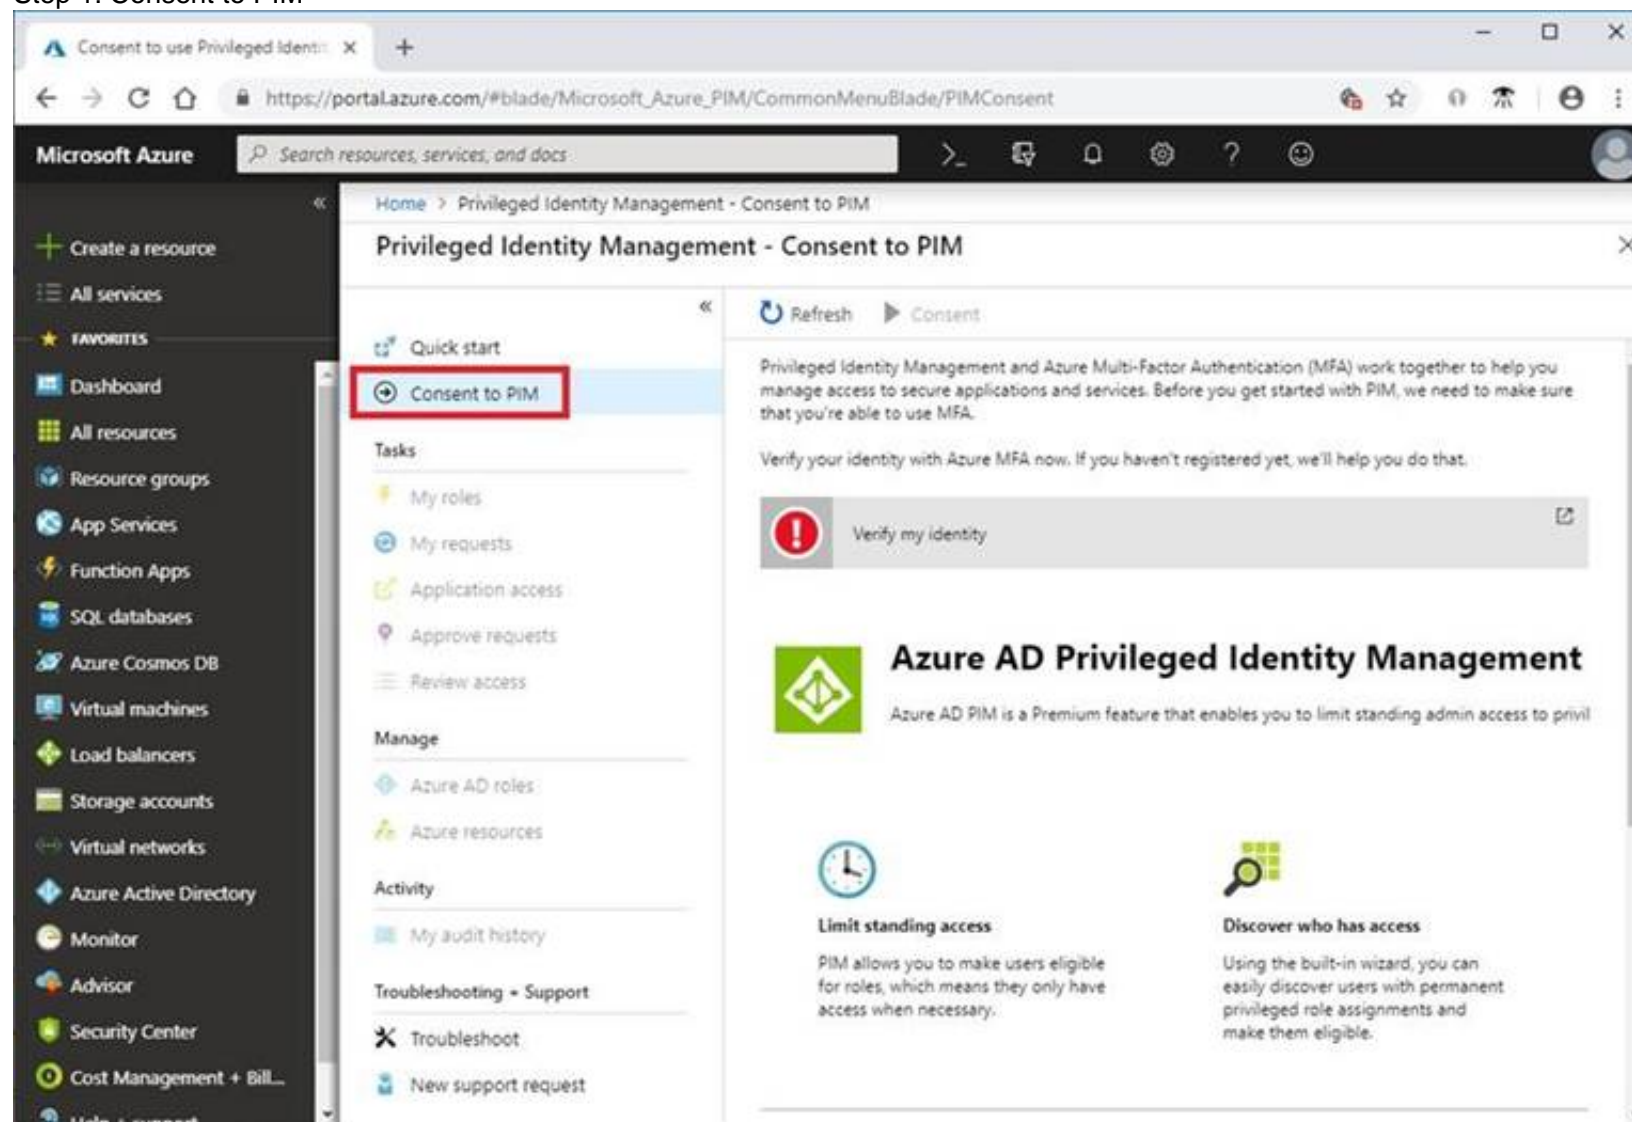 Step 1: Consent to PIM
Consent to use Privileged Identit
https://portal.azure.com/#blade/Microsoft_Azure_PIM/CommonMenuBlade/PIMConsent
Microsoft Azure
Search resources, services, and docs
Home > Privileged Identity Management - Consent to PIM
Privileged Identity Management - Consent to PIM
Create a resource
All services
FAVORITES
Dashboard
All resources
Resource groups
App Services
Function Apps
SQL databases
Azure Cosmos DB
Virtual machines
Load balancers
Storage accounts
Virtual networks
Azure Active Directory
Monitor
Advisor
Security Center
Cost Management + Bill...
Help + support
Quick start
Consent to PIM
Tasks
My roles
My requests
Application access
Approve requests
Review access
Manage
Azure AD roles
Azure resources
Activity
My audit history
Troubleshooting + Support
Troubleshoot
New support request
Refresh
Consent
Privileged Identity Management and Azure Multi-Factor Authentication (MFA) work together to help you
manage access to secure applications and services. Before you get started with PIM, we need to make sure
that you're able to use MFA.
Verify your identity with Azure MFA now. If you haven't registered yet, we'll help you do that.
Verify my identity
Azure AD Privileged Identity Management
Azure AD PIM is a Premium feature that enables you to limit standing admin access to privil
Limit standing access
PIM allows you to make users eligible
for roles, which means they only have
access when necessary.
Discover who has access
Using the built-in wizard, you can
easily discover users with permanent
privileged role assignments and
make them eligible.